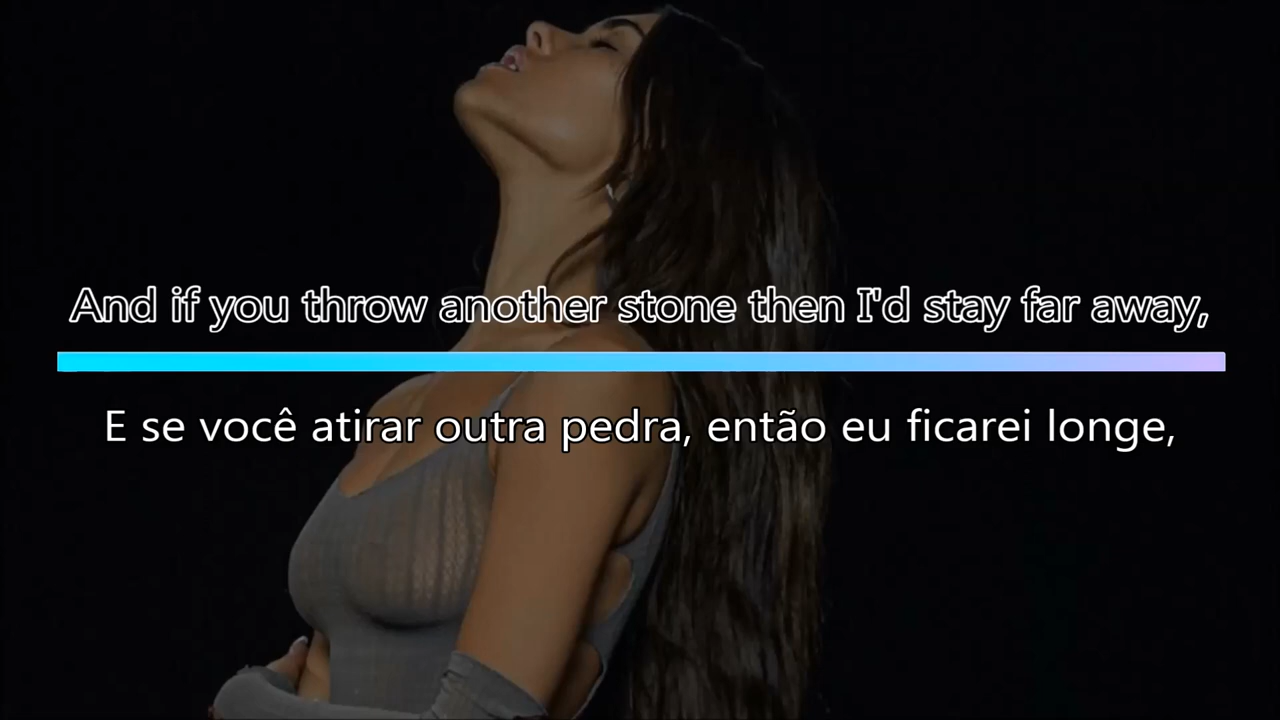 And if you throw another stone then I'd stay far away,
E se você atirar outra pedra, então eu ficarei longe,